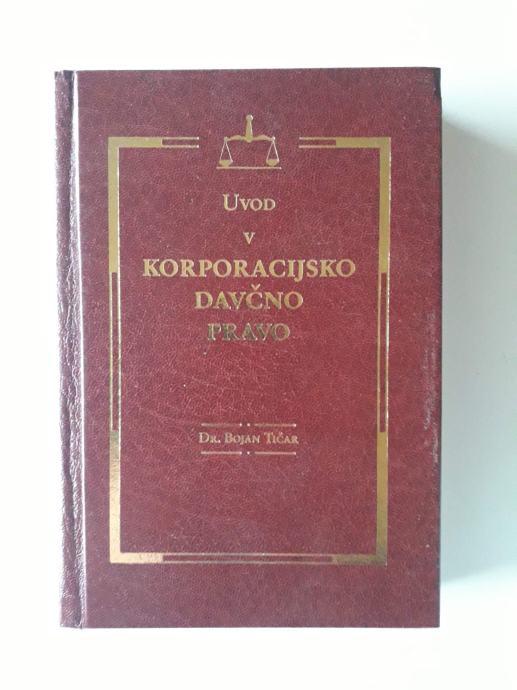 UVOD
V
KORPORACIJSKO
DAVČNO
PRAVO
DR. BOJAN TIČAR